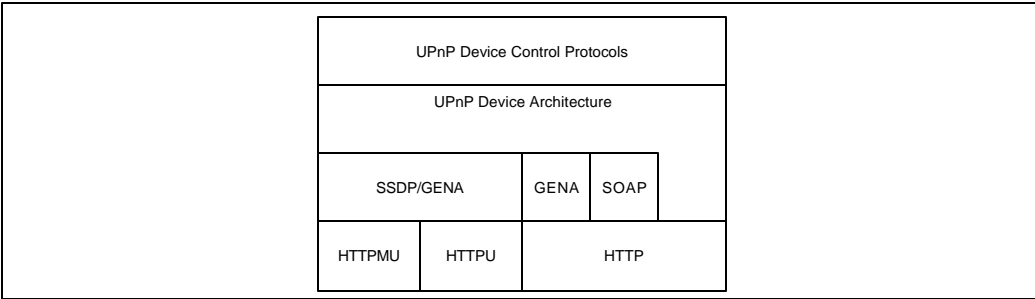 UPnP Device Control Protocols
UPnP Device Architecture
SSDP/GENA
GENA
SOAP
HTTPMU
HTTPU
HTTP